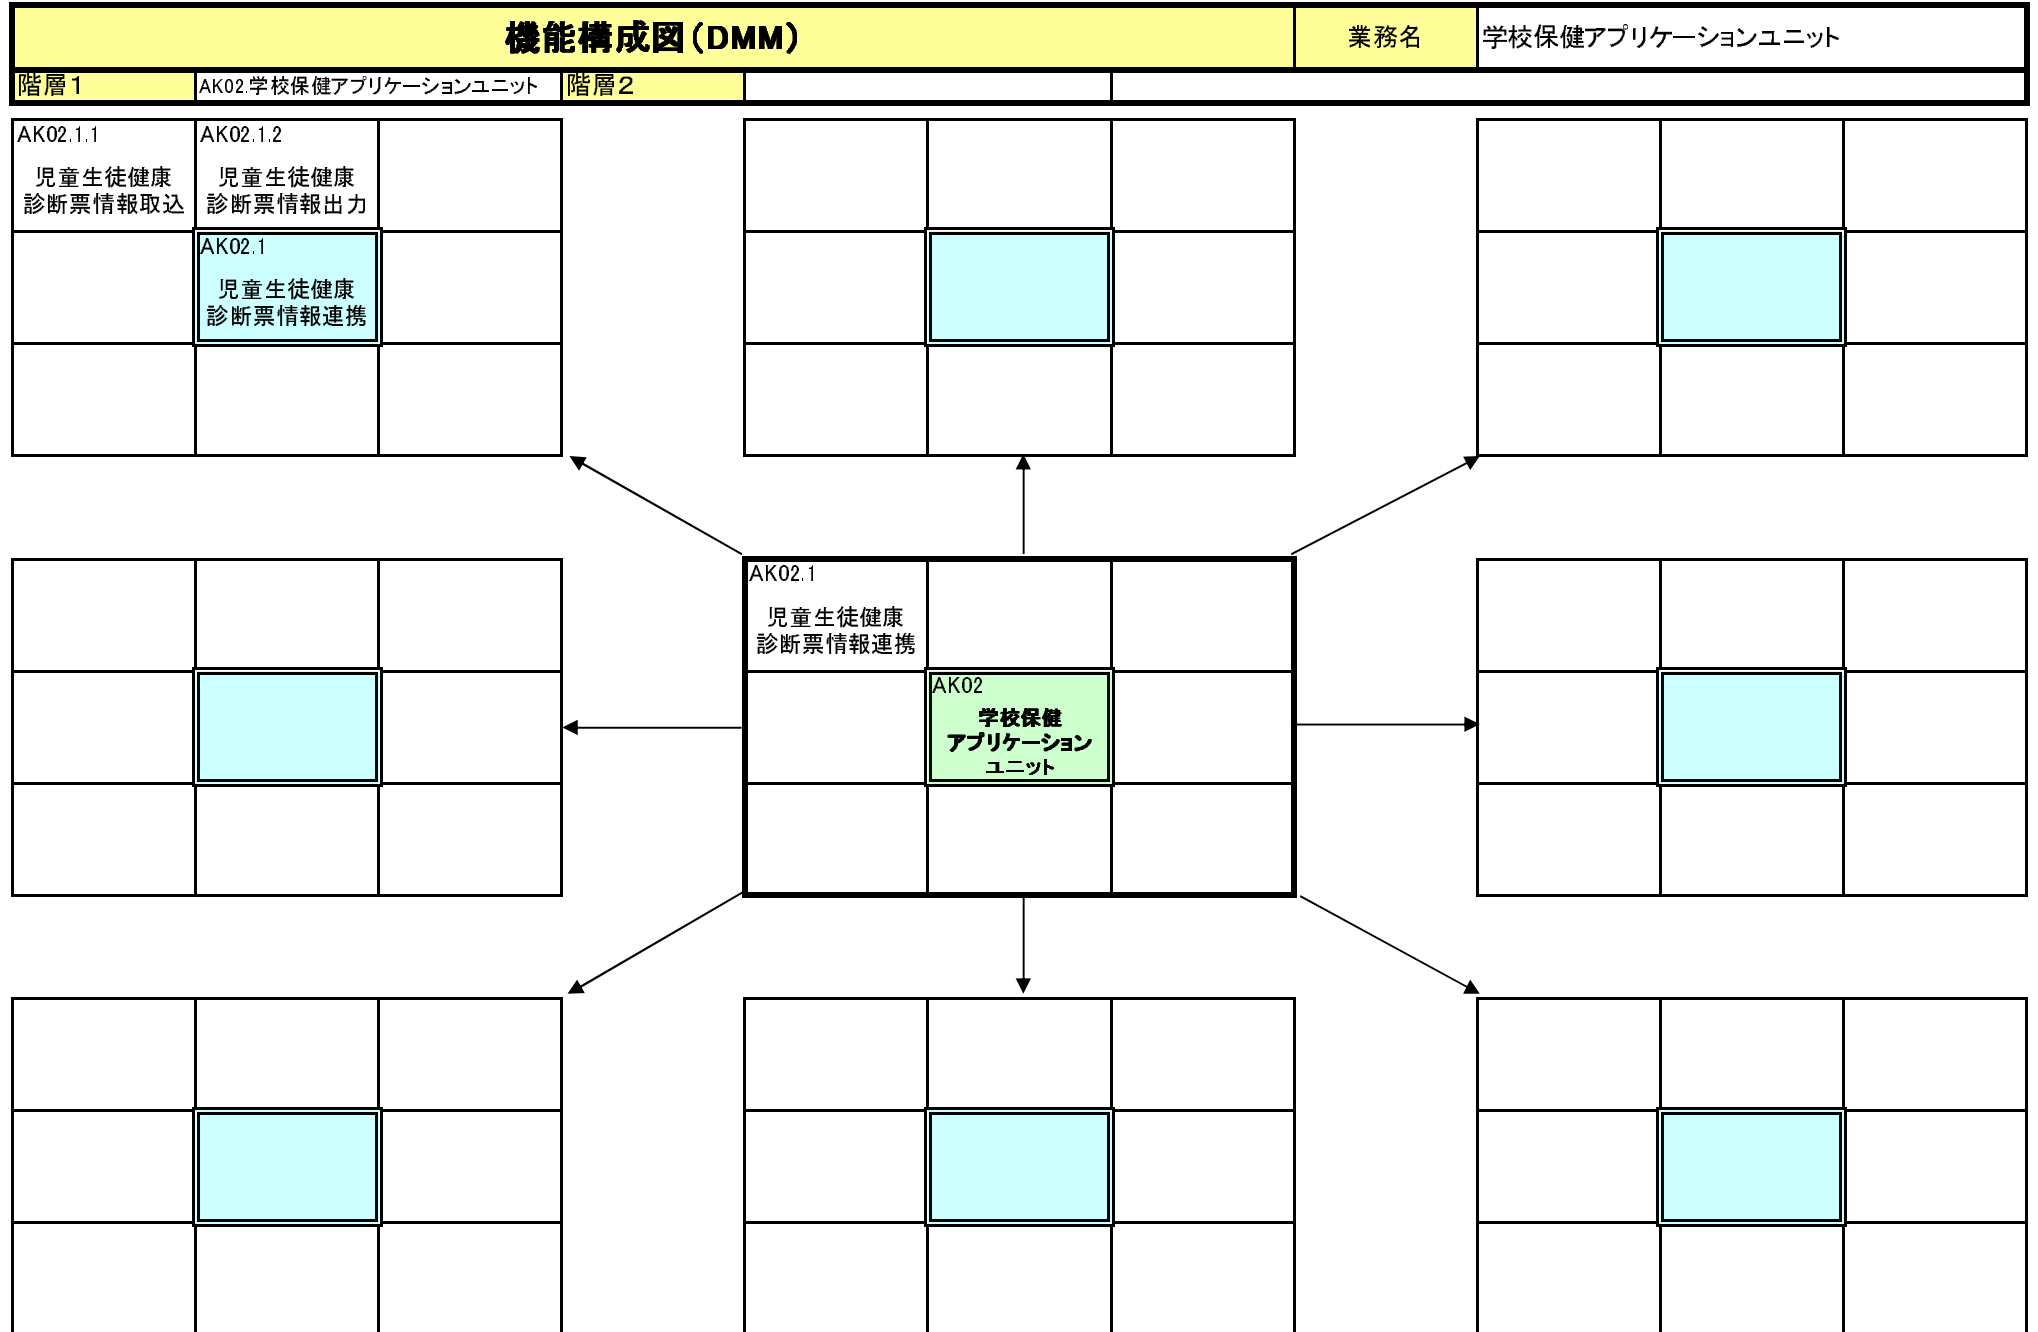 機能構成図（DMM）
業務名
学校保健アプリケーションユニット
階層１
AK02.学校保健アプリケーションユニット
階層２
AK02.1.1
児童生徒健康
診断票情報取込
AK02.1.2
児童生徒健康
診断票情報出力
AK02.1
児童生徒健康
診断票情報連携
AK02.1
児童生徒健康
診断票情報連携
AK02
学校保健
アプリケーション
ユニット